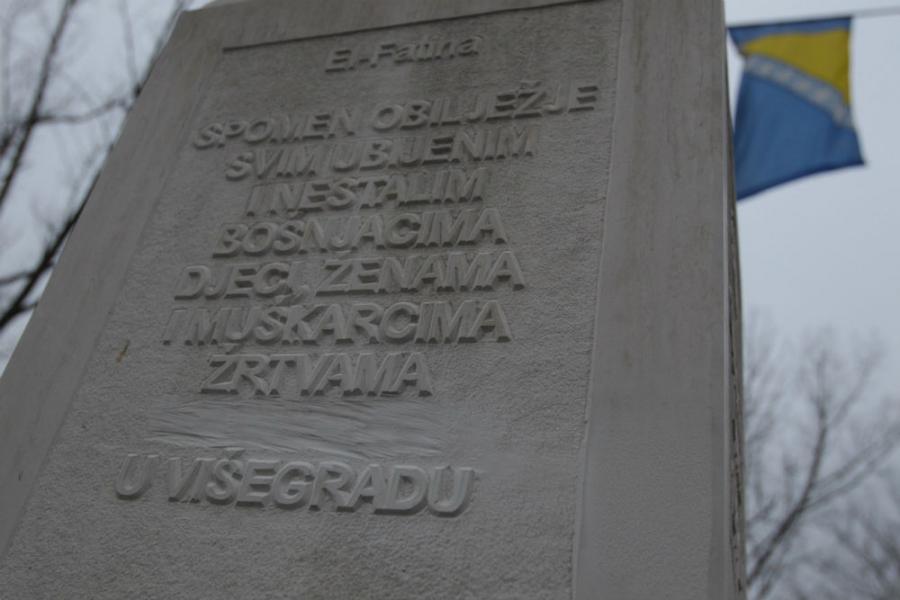 El-Fatiha
SPOMEN OBILJEŽJE
SVIM UBIJENIM
I NESTALIM
BOŠNJACIMA
DJECI, ŽENAMA
I MUŠKARCIMA
ŽRTVAMA
U VIŠEGRADU